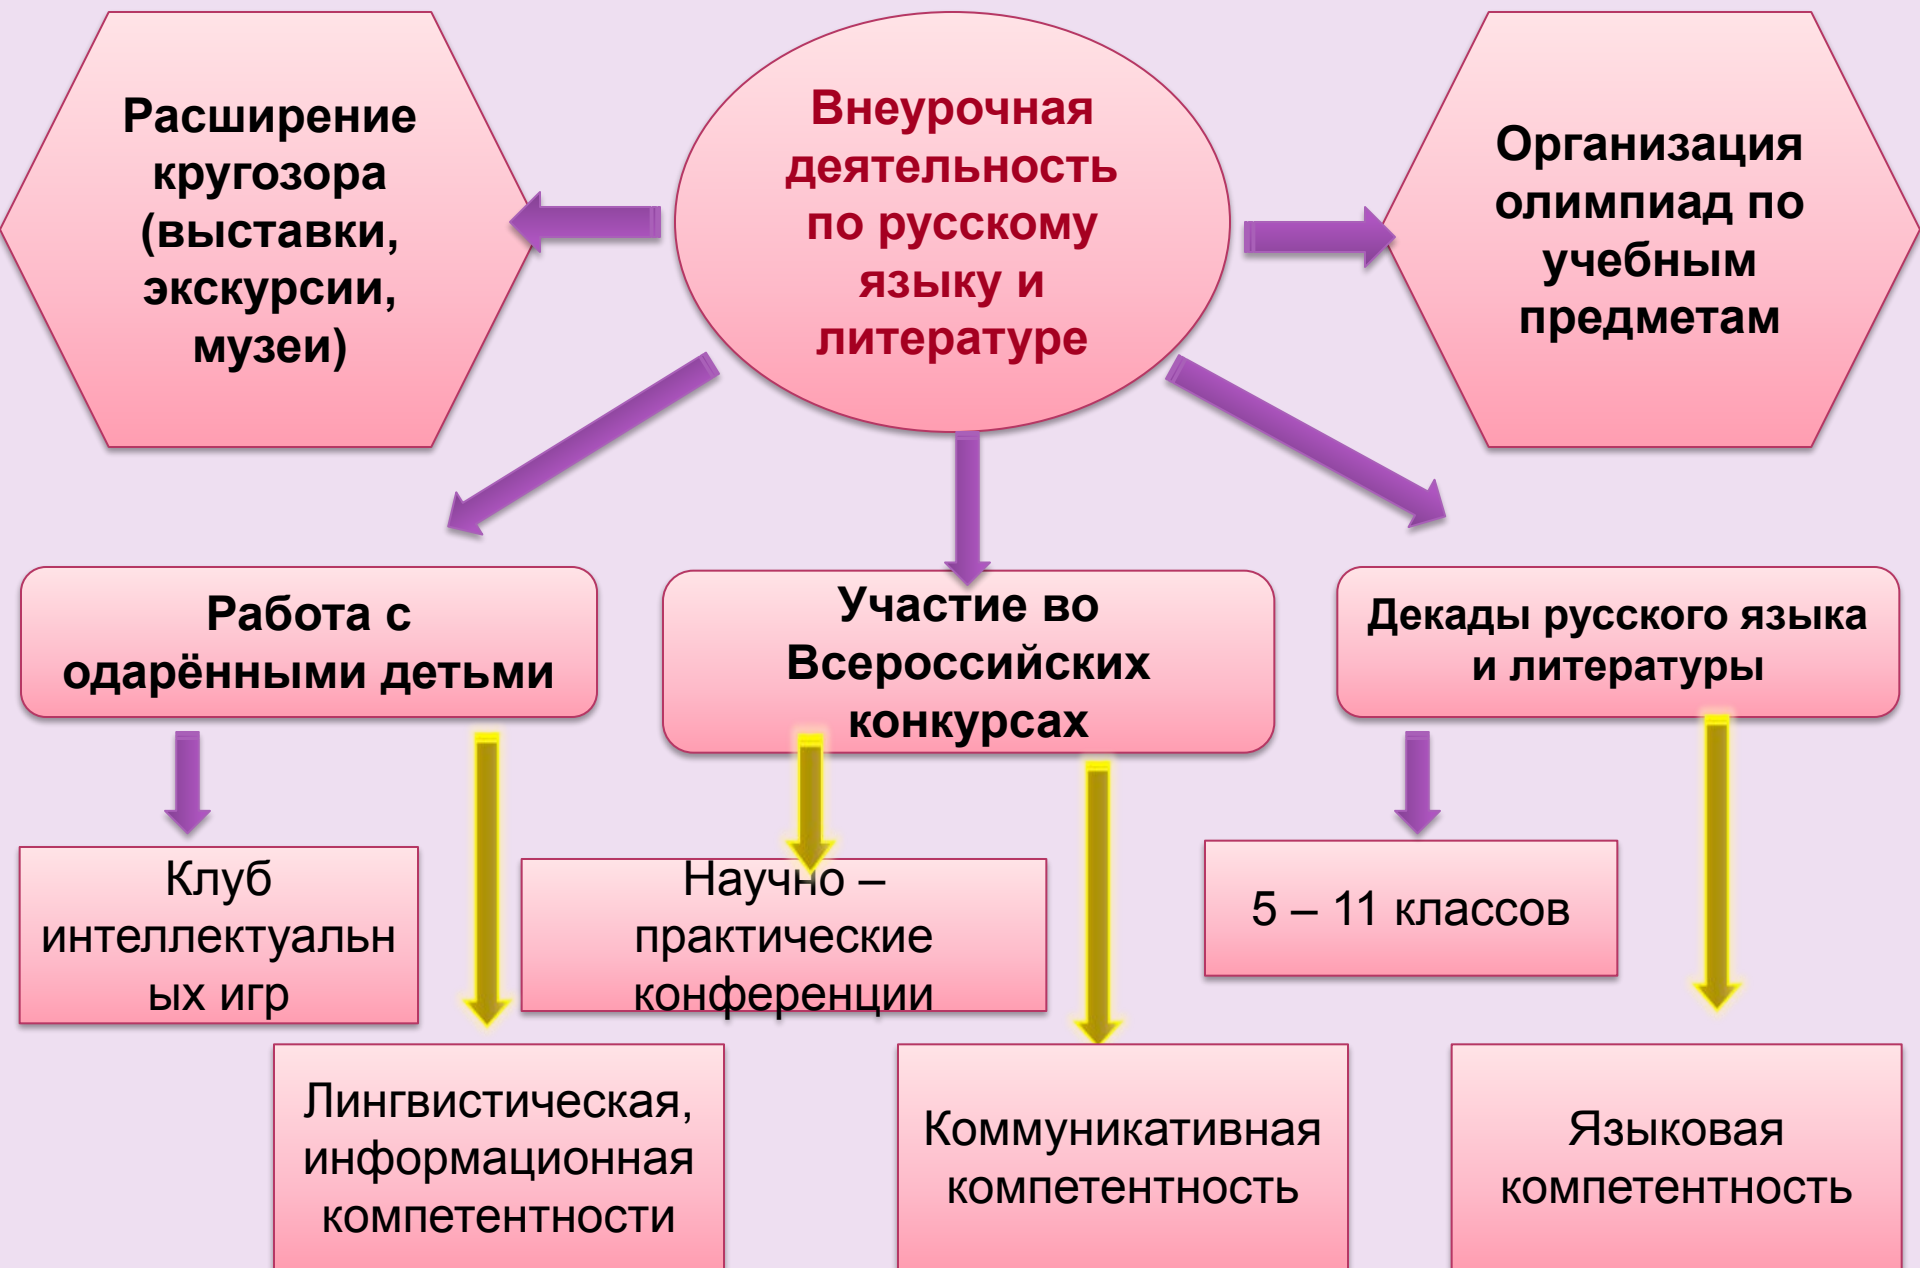 Расширение
кругозора
(выставки,
экскурсии,
музеи)
Внеурочная
деятельность
по русскому
языку и
литературе
Организация
олимпиад по
учебным
предметам
Работа с
одарёнными детьми
Участие во
Всероссийских
конкурсах
Декады русского языка
и литературы
Клуб
интеллектуальн
ых игр
Научно –
практические
конференции
5 – 11 классов
Лингвистическая,
информационная
компетентности
Коммуникативная
компетентность
Языковая
компетентность